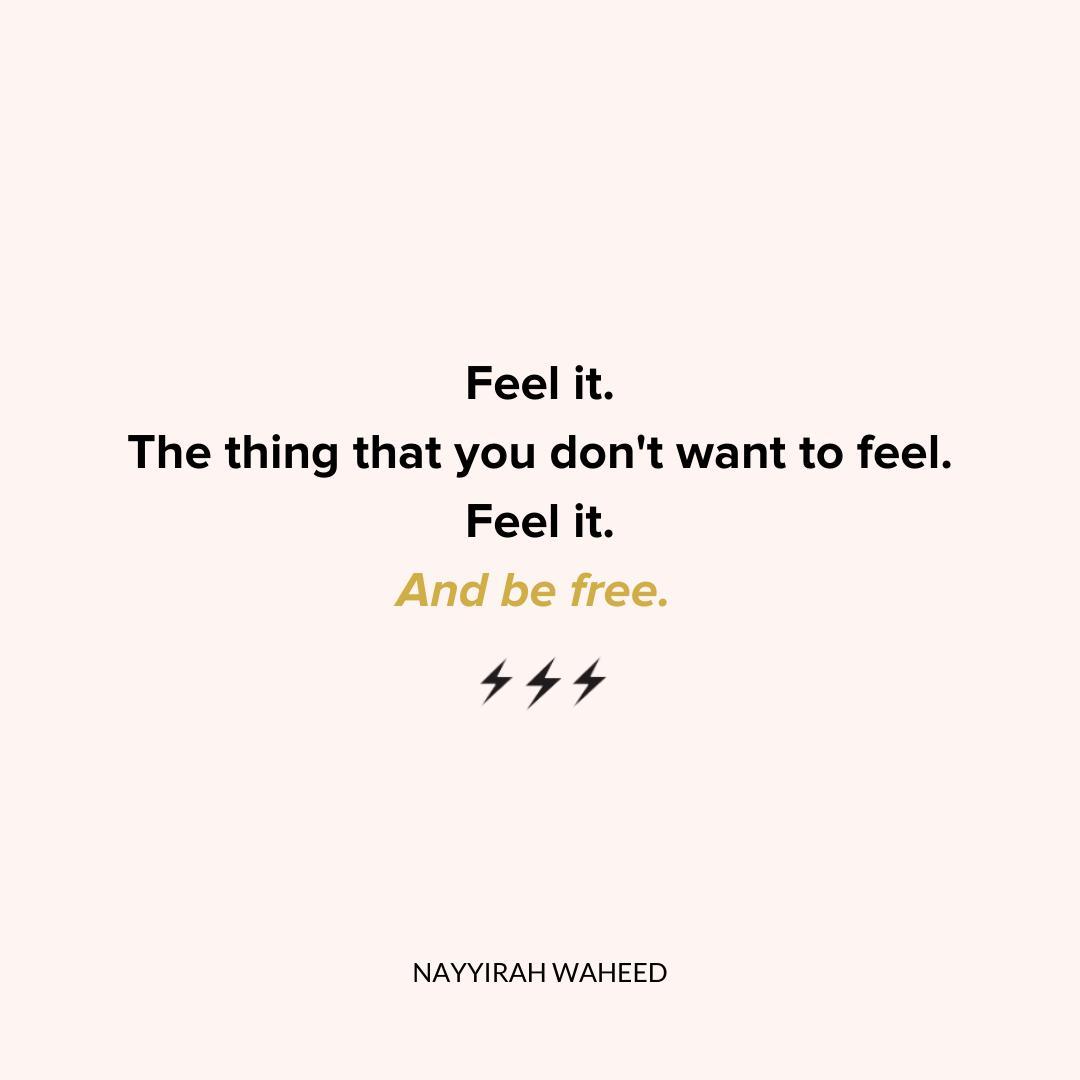 Feel it.
The thing that you don't want to feel.
Feel it.
And be free.
NAYYIRAH WAHEED